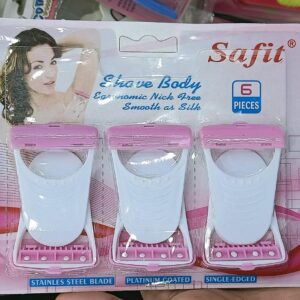 Safit®
Shave Body
Ergonomic Nick Free
Smooth as Silk
6
PIECES
STAINLES STEEL BLADE
PLATINUM COATED
SINGLE-EDGED